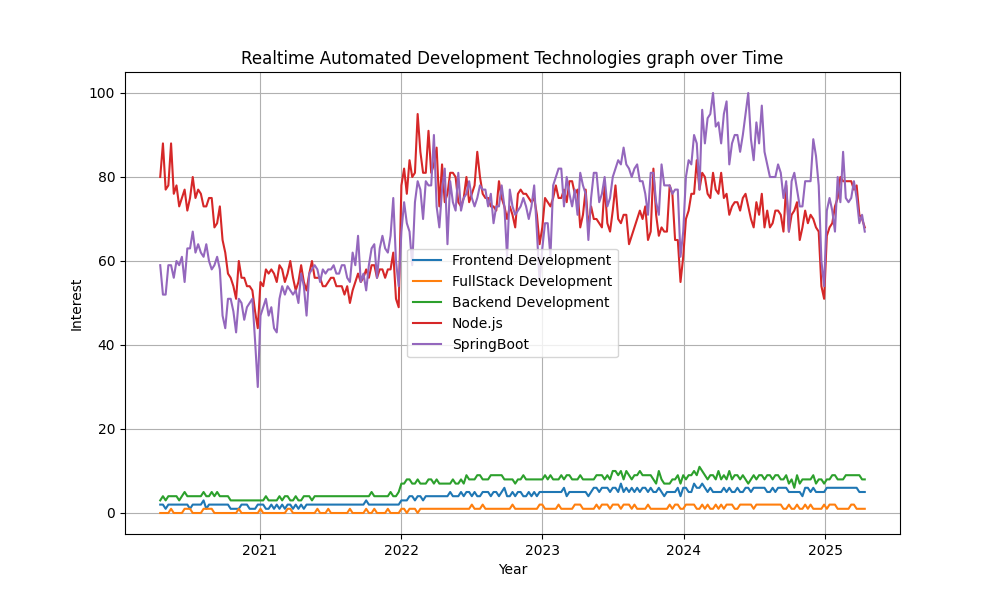 Realtime Automated Development Technologies graph over Time
Interest
100
80
60
40
20
0
Frontend Development
FullStack Development
Backend Development
Node.js
SpringBoot
2021
2022
2023
2024
2025
Year